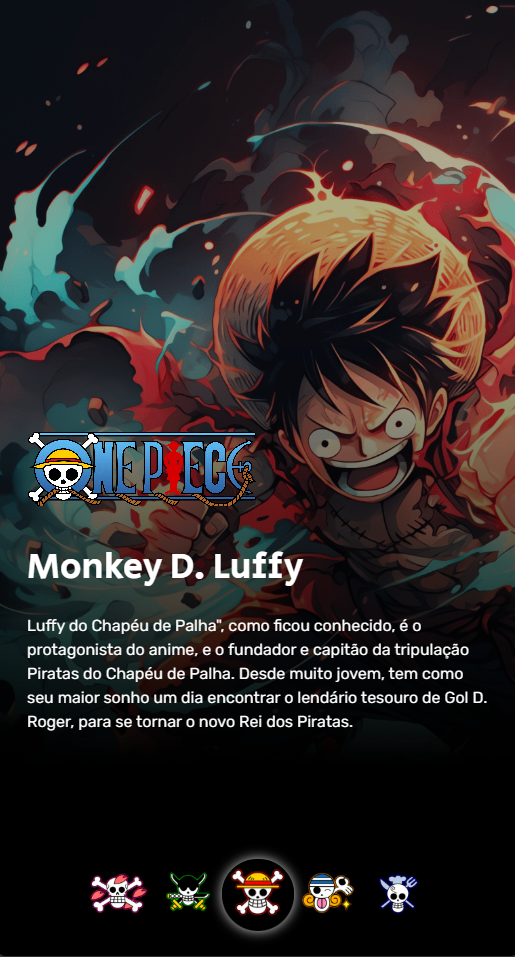 ONE PIECE
Monkey D. Luffy
Luffy do Chapéu de Palha", como ficou conhecido, é o
protagonista do anime, e o fundador e capitão da tripulação
Piratas do Chapéu de Palha. Desde muito jovem, tem como
seu maior sonho um dia encontrar o lendário tesouro de Gol D.
Roger, para se tornar o novo Rei dos Piratas.